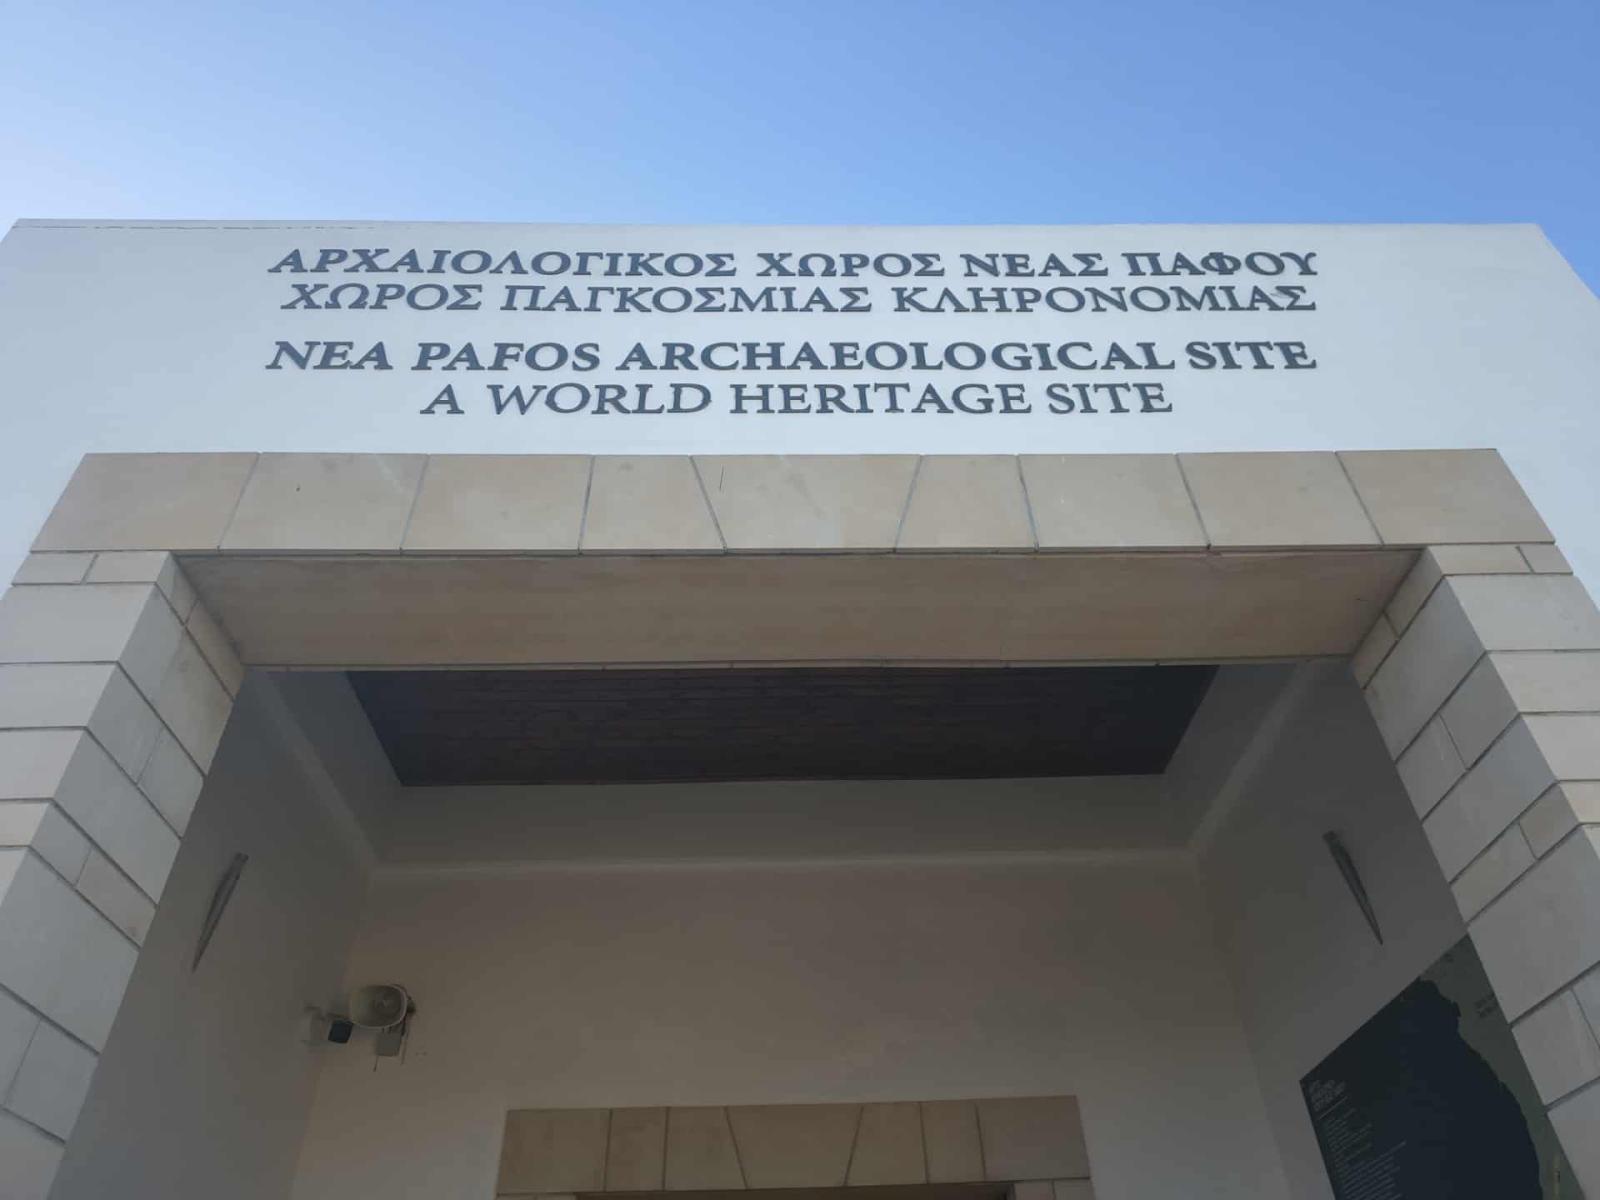 ΑΡΧΑΙΟΛΟΓΙΚΟΣ ΧΩΡΟΣ ΝΕΑΣ ΠΑΦΟΥ
ΧΩΡΟΣ ΠΑΓΚΟΣΜΙΑΣ ΚΛΗΡΟΝΟΜΙΑΣ
NEA PAFOS ARCHAEOLOGICAL SITE
A WORLD HERITAGE SITE